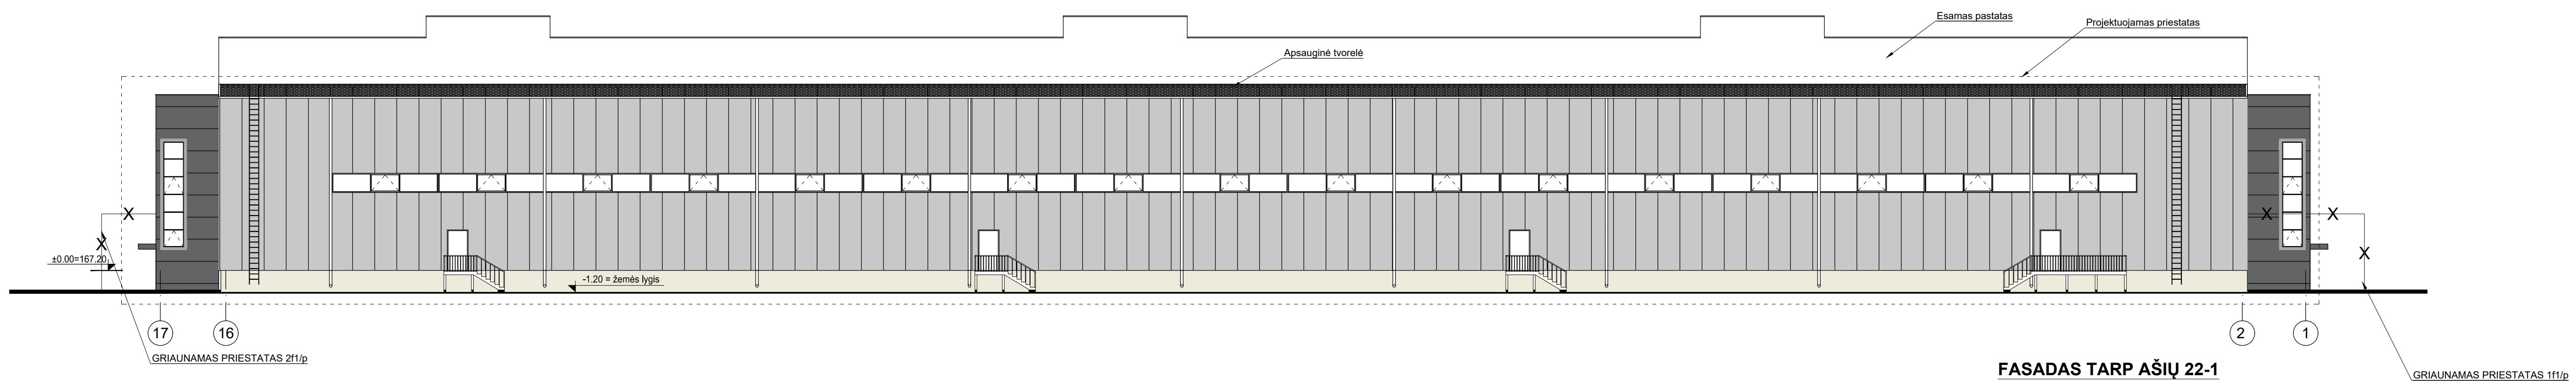 Esamas pastatas
Projektuojamas priestatas
Apsauginė tvorelė
X
X
X
X
X
±0.00=167.20
-1.20 = žemės lygis
17
16
2
1
GRIAUNAMAS PRIESTATAS 2f1/p
FASADAS TARP AŠIŲ 22-1
GRIAUNAMAS PRIESTATAS 1f1/p